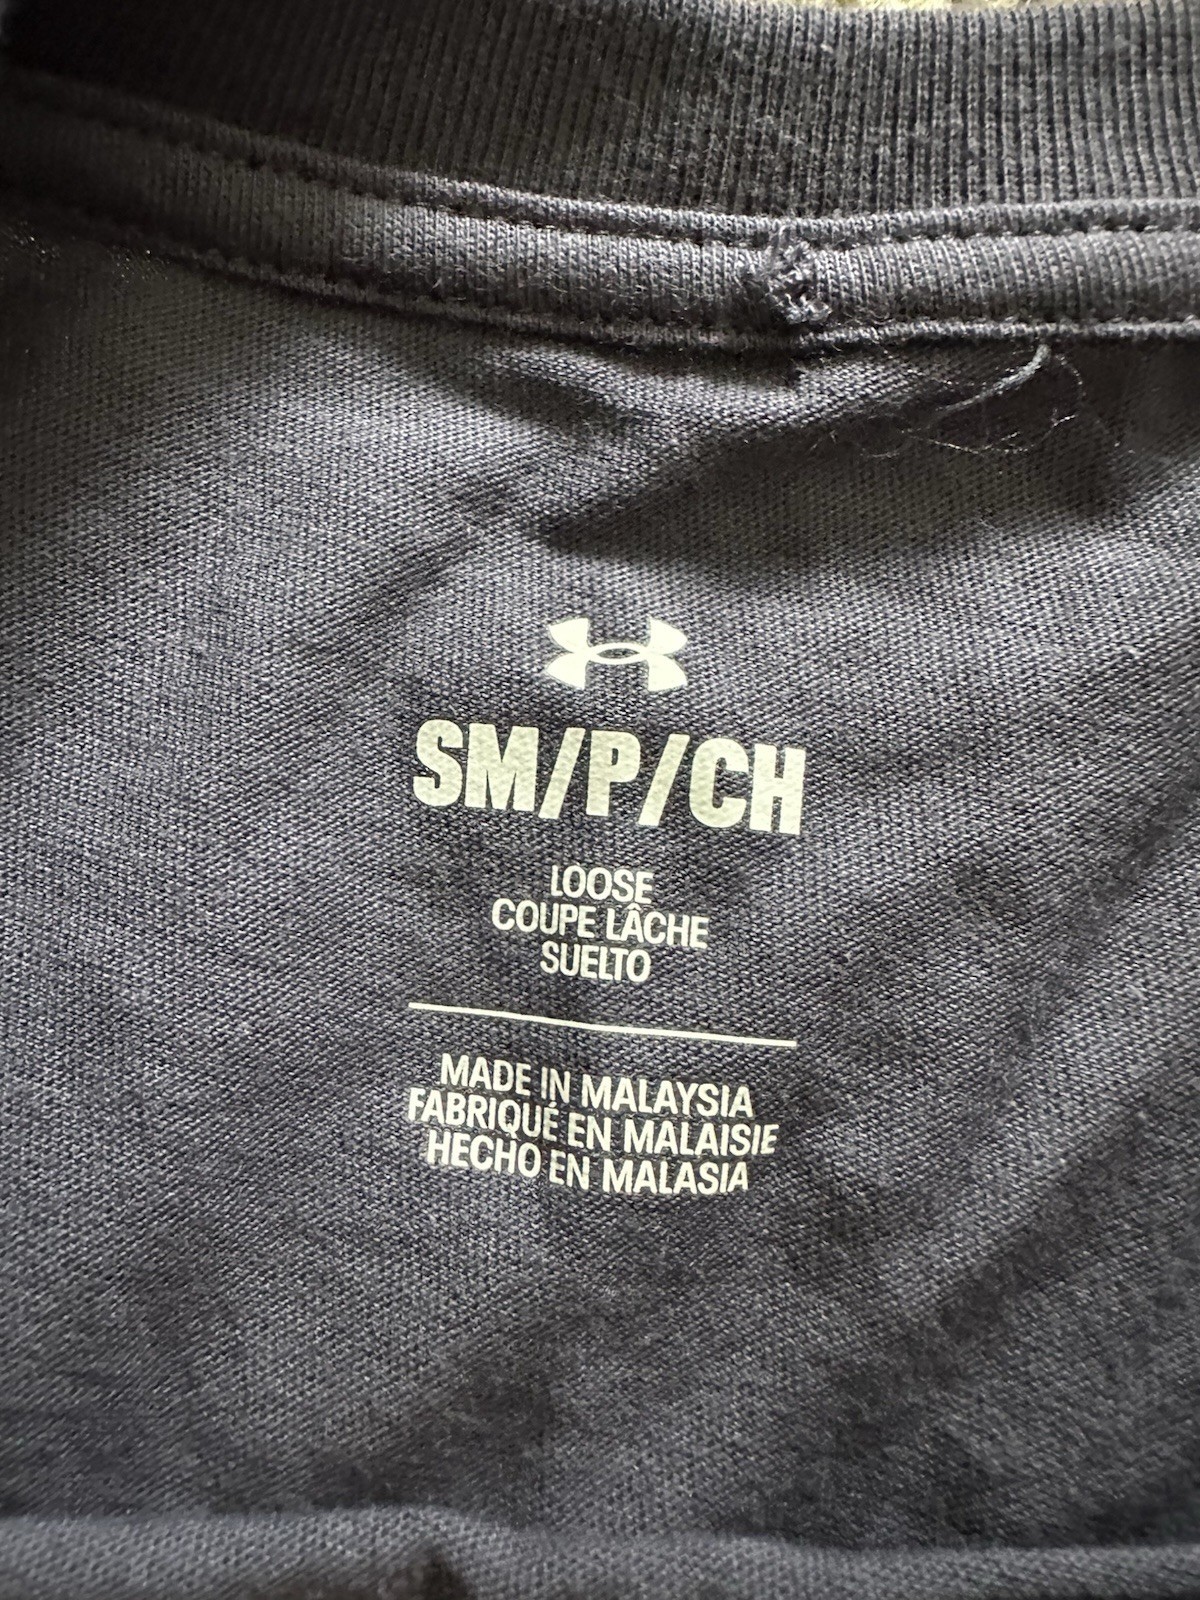 SM/P/CH
LOOSE
COUPE LÂCHE
SUELTO
MADE IN MALAYSIA
FABRIQUÉ EN MALAISIE
HECHO EN MALASIA